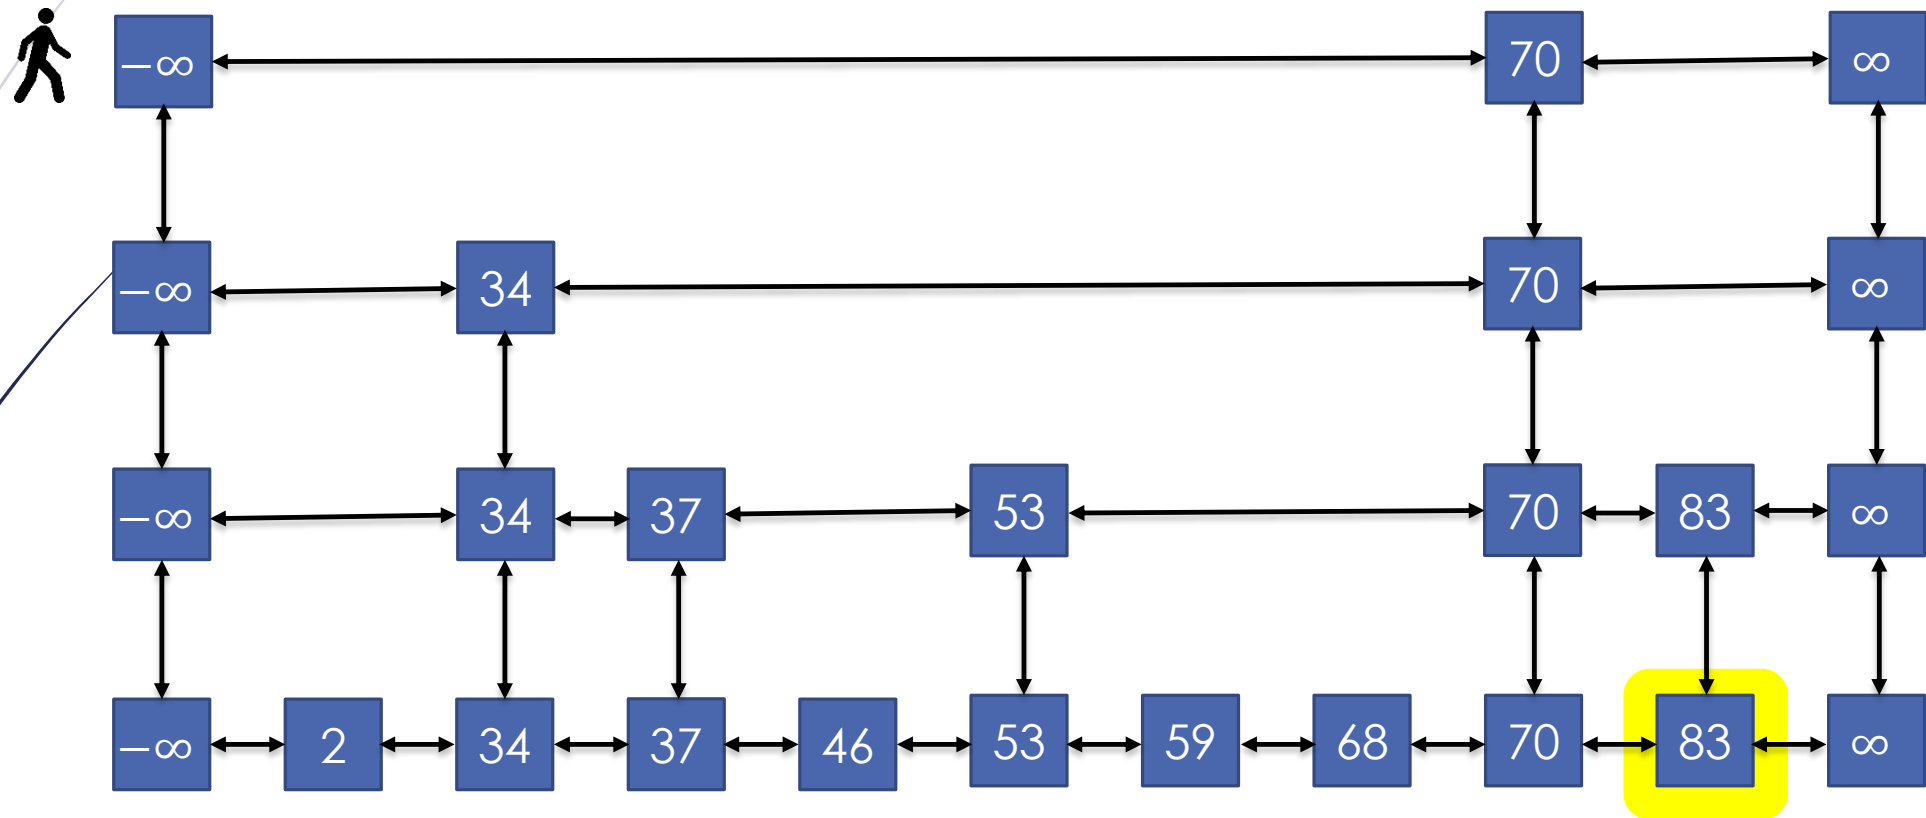 −∞ 70 ∞
−∞ 34 70 ∞
−∞ 34 37 53 70 83 ∞
−∞ 2 34 37 46 53 59 68 70 83 ∞